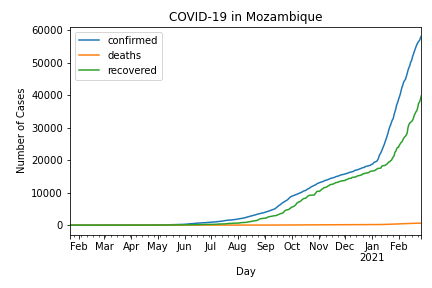 COVID-19 in Mozambique
60000
50000
40000
30000
20000
10000
0
Number of Cases
confirmed
deaths
recovered
Feb Mar Apr May Jun Jul Aug Sep Oct Nov Dec Jan Feb
2021
Day